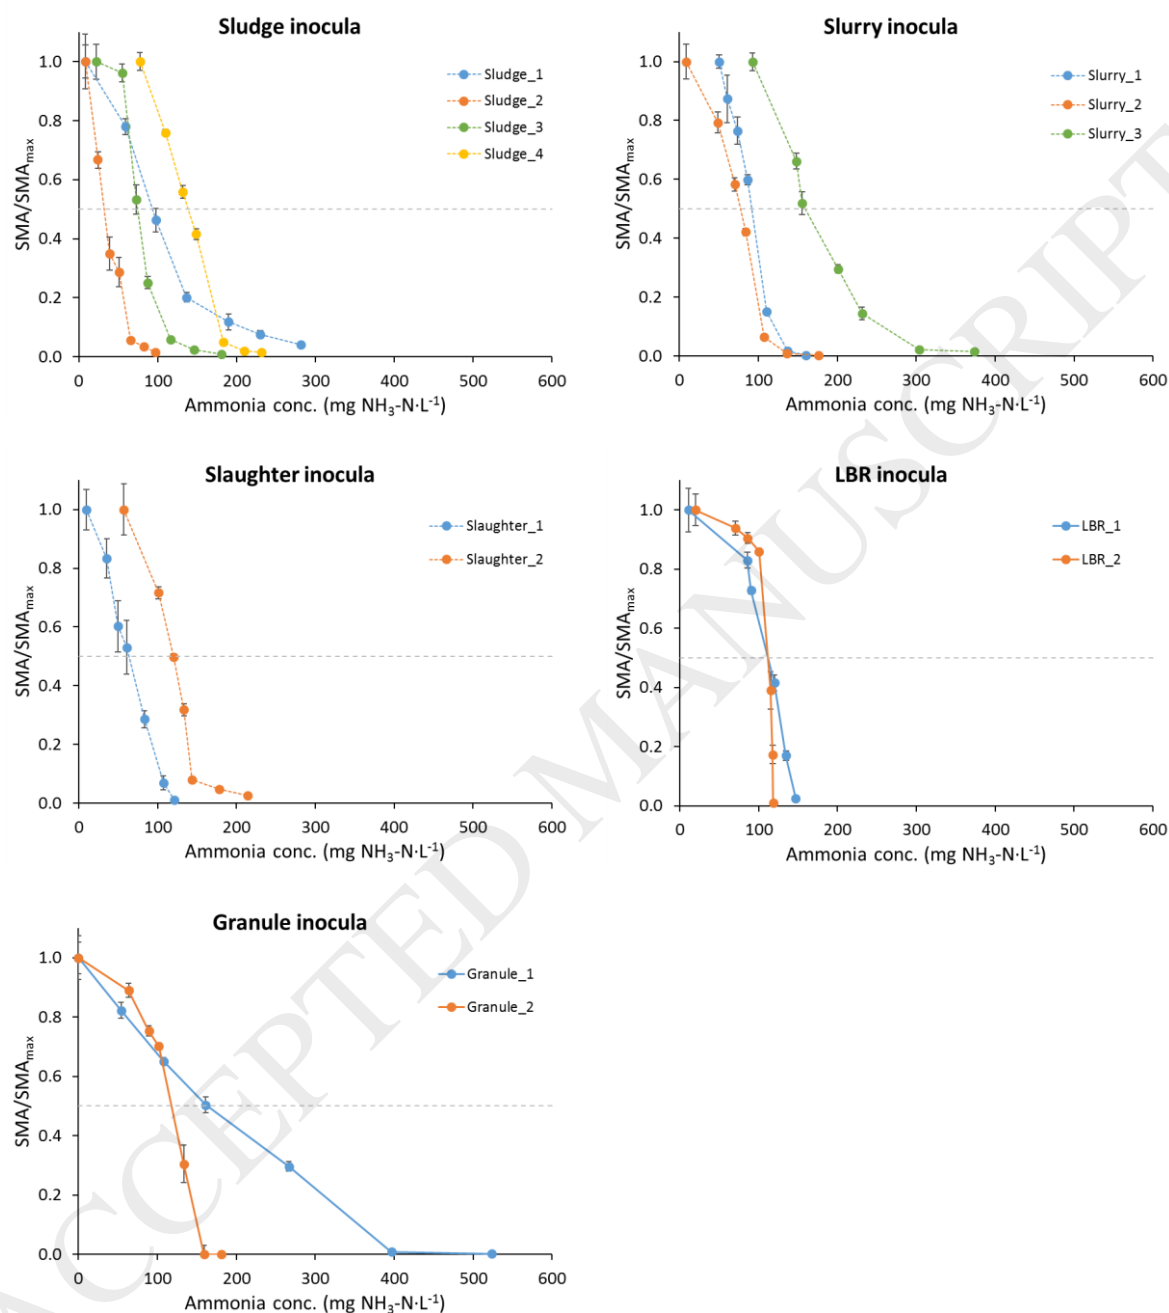 Sludge inocula
1.0
0.8
0.6
0.4
0.2
0.0
SMA/SMAmax
0 100 200 300 400 500 600
Ammonia conc. (mg NH₃-N·L⁻¹)
Sludge_1
Sludge_2
Sludge_3
Sludge_4
Slurry inocula
1.0
0.8
0.6
0.4
0.2
0.0
SMA/SMAmax
0 100 200 300 400 500 600
Ammonia conc. (mg NH₃-N·L⁻¹)
Slurry_1
Slurry_2
Slurry_3
Slaughter inocula
1.0
0.8
0.6
0.4
0.2
0.0
SMA/SMAmax
0 100 200 300 400 500 600
Ammonia conc. (mg NH₃-N·L⁻¹)
Slaughter_1
Slaughter_2
LBR inocula
1.0
0.8
0.6
0.4
0.2
0.0
SMA/SMAmax
0 100 200 300 400 500 600
Ammonia conc. (mg NH₃-N·L⁻¹)
LBR_1
LBR_2
Granule inocula
1.0
0.8
0.6
0.4
0.2
0.0
SMA/SMAmax
0 100 200 300 400 500 600
Ammonia conc. (mg NH₃-N·L⁻¹)
Granule_1
Granule_2
ACCEPTED MANUSCRIPT